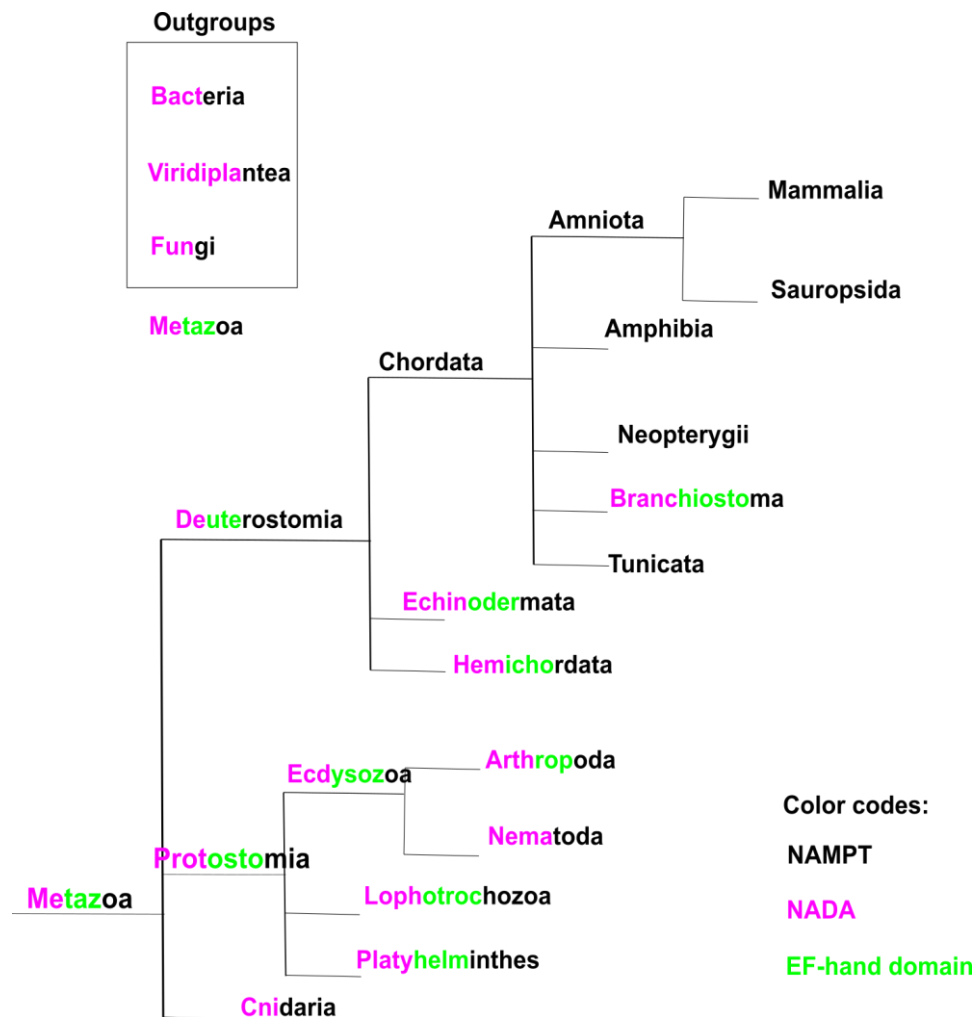 Outgroups
Bacteria
Viridiplantea
Fungi
Metazoa
Mammalia
Amniota
Sauropsida
Amphibia
Chordata
Neopterygii
Branchiostoma
Deuterostomia
Tunicata
Echinodermata
Hemichordata
Arthropoda
Ecdysozoa
Nematoda
Protostomia
Metazoa
Lophotrochozoa
Platyhelminthes
Cnidaria
Color codes:
NAMPT
NADA
EF-hand domain